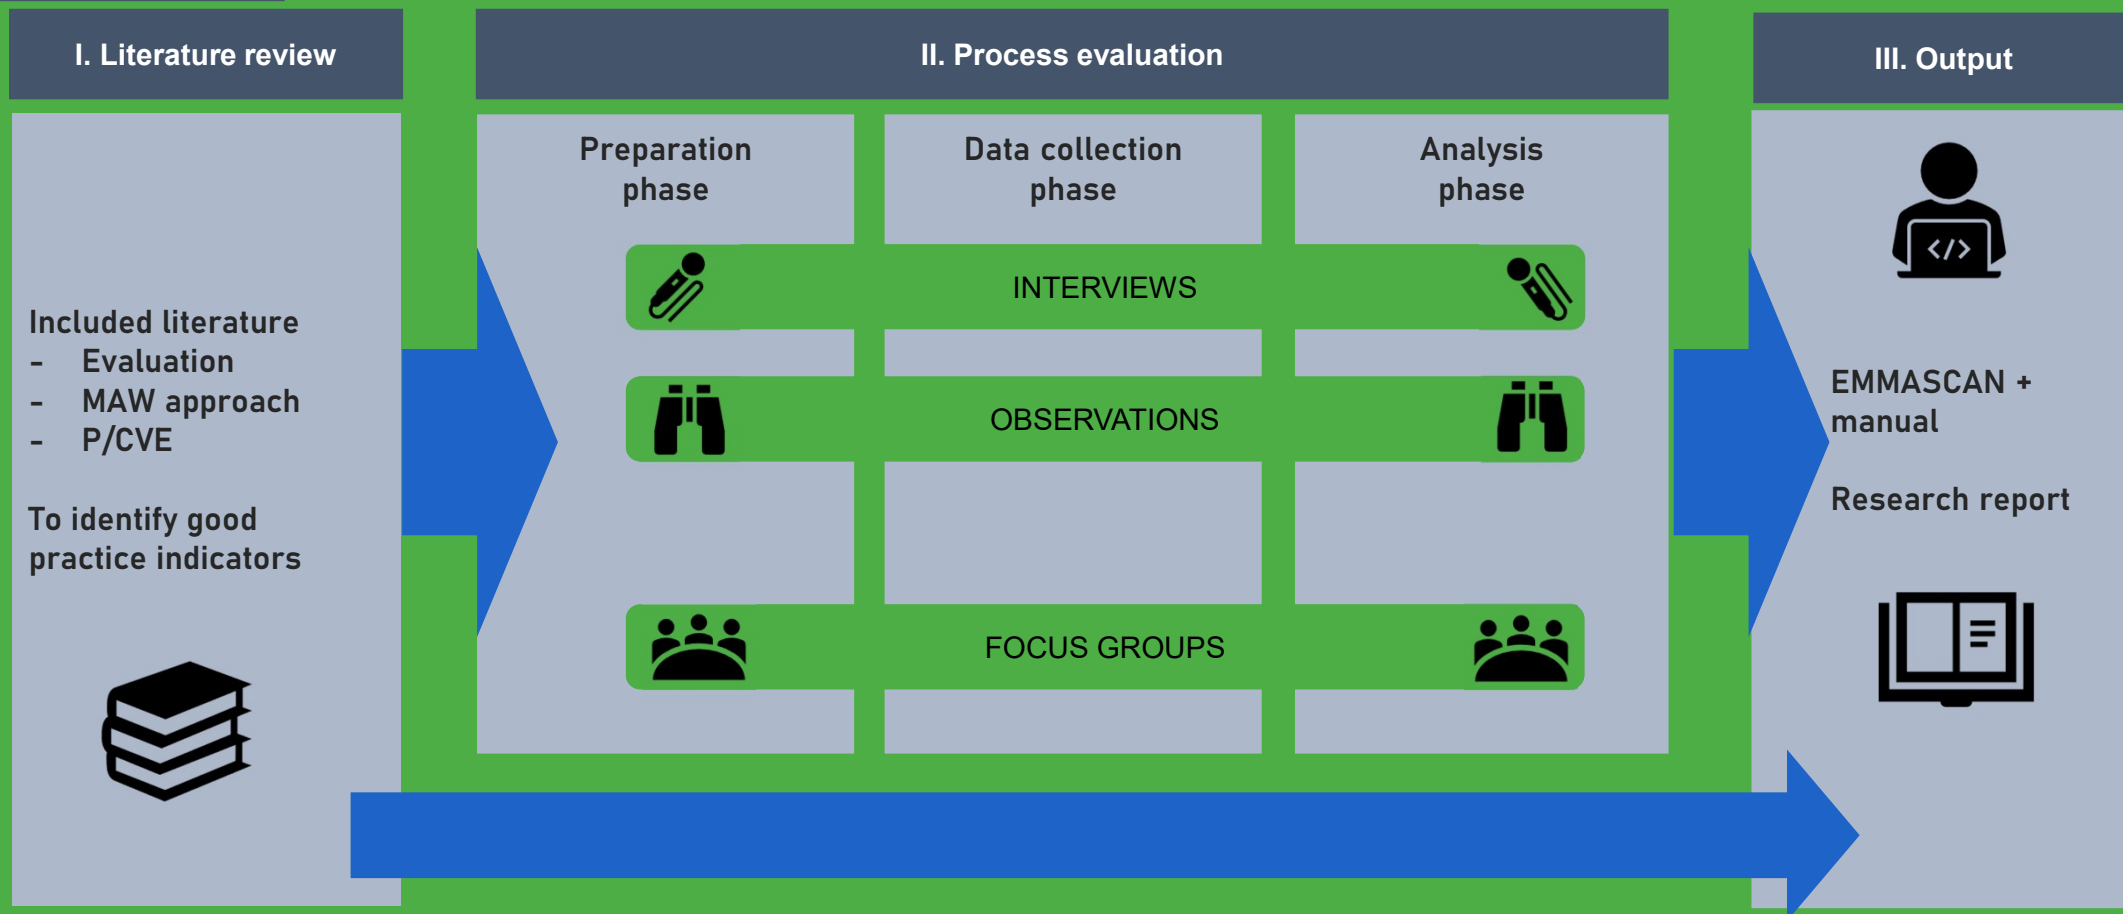 I. Literature review
Included literature
- Evaluation
- MAW approach
- P/CVE
To identify good
practice indicators
II. Process evaluation
Preparation
phase
Data collection
phase
Analysis
phase
INTERVIEWS
OBSERVATIONS
FOCUS GROUPS
III. Output
</>
EMMASCAN +
manual
Research report